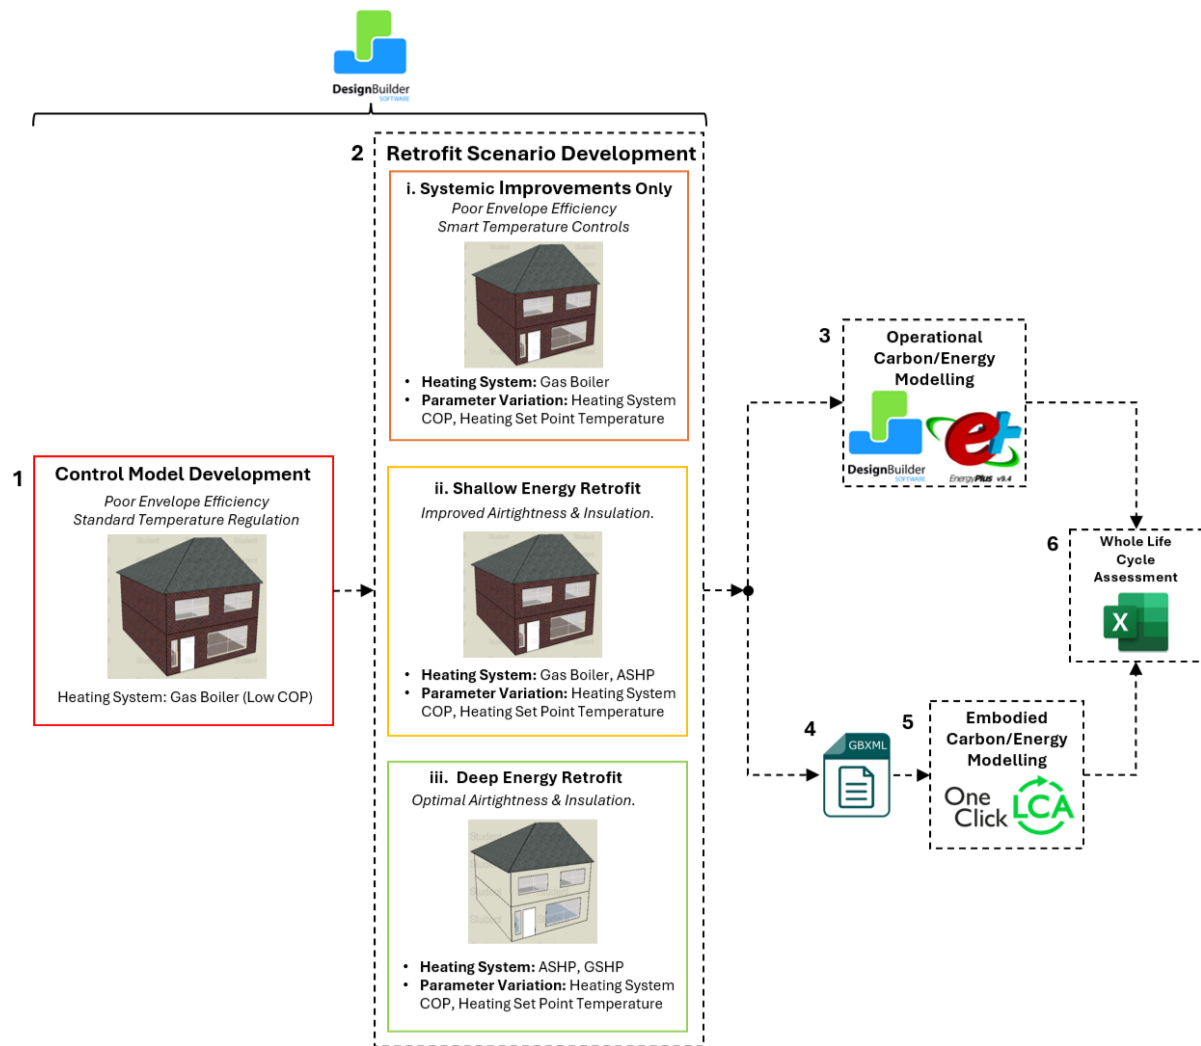 DesignBuilder
SOFTWARE
2
Retrofit Scenario Development
i. Systemic Improvements Only
Poor Envelope Efficiency
Smart Temperature Controls
• Heating System: Gas Boiler
• Parameter Variation: Heating System
COP, Heating Set Point Temperature
1
Control Model Development
Poor Envelope Efficiency
Standard Temperature Regulation
Heating System: Gas Boiler (Low COP)
ii. Shallow Energy Retrofit
Improved Airtightness & Insulation.
• Heating System: Gas Boiler, ASHP
• Parameter Variation: Heating System
COP, Heating Set Point Temperature
iii. Deep Energy Retrofit
Optimal Airtightness & Insulation.
Student
Student
Student
• Heating System: ASHP, GSHP
• Parameter Variation: Heating System
COP, Heating Set Point Temperature
3
Operational
Carbon/Energy
Modelling
DesignBuilder
SOFTWARE
e+
EnergyPlus v9.4
4
GBXML
5
Embodied
Carbon/Energy
Modelling
One
Click
LCA
6
Whole Life
Cycle
Assessment
X